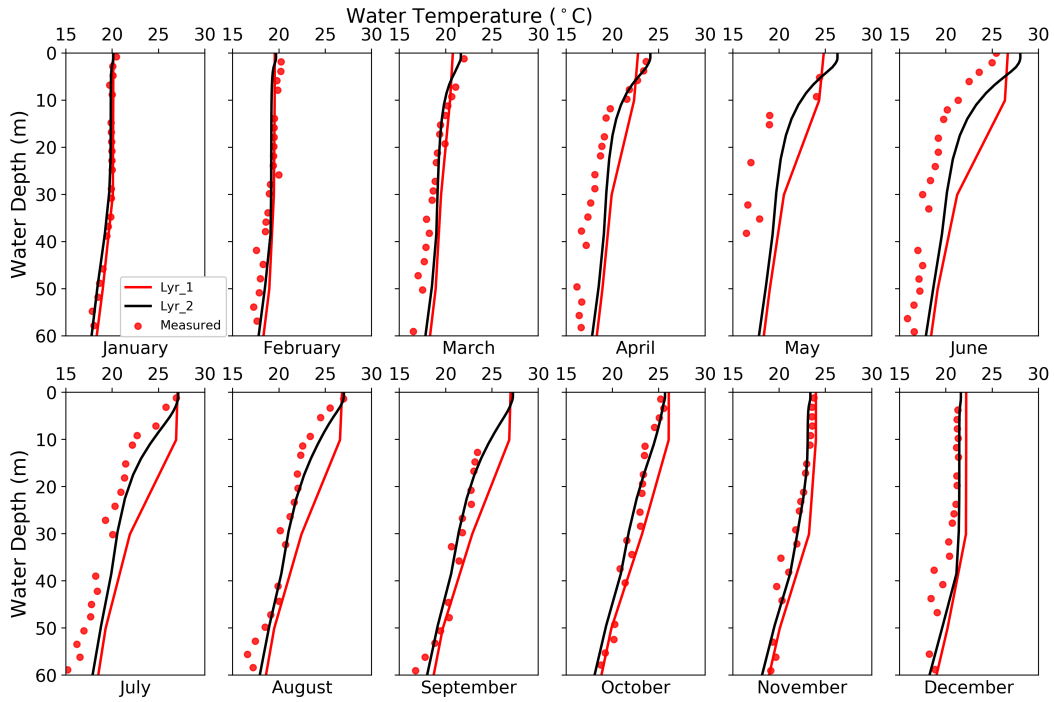 Water Temperature (°C)
15 20 25 30 15 20 25 30 15 20 25 30 15 20 25 30 15 20 25 30 15 20 25 30
Water Depth (m)
0
10
20
30
40
50
60
Lyr_1
Lyr_2
Measured
January February March April May June
15 20 25 30 15 20 25 30 15 20 25 30 15 20 25 30 15 20 25 30 15 20 25 30
Water Depth (m)
0
10
20
30
40
50
60
July August September October November December